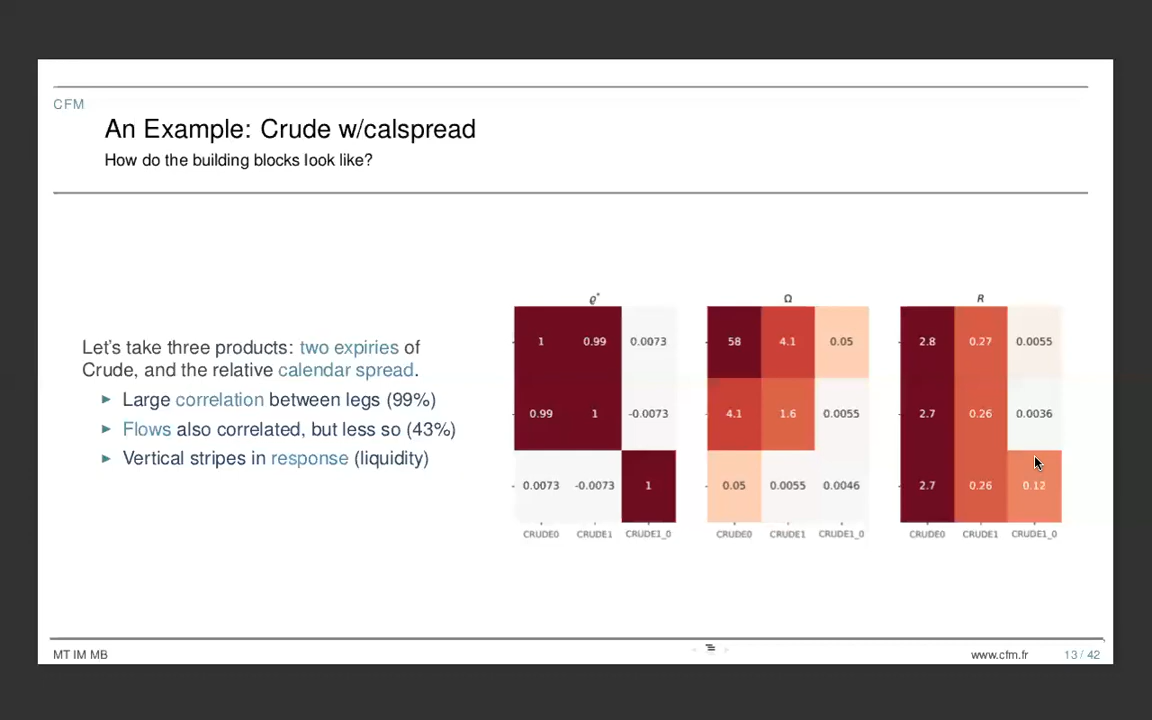 CFM
An Example: Crude w/calspread
How do the building blocks look like?
Let's take three products: two expiries of
Crude, and the relative calendar spread.
► Large correlation between legs (99%)
► Flows also correlated, but less so (43%)
► Vertical stripes in response (liquidity)
ϱ*
1 0.99 0.0073
0.99 1 -0.0073
0.0073 -0.0073 1
CRUDE0 CRUDE1 CRUDE1_0
Ω
58 4.1 0.05
4.1 1.6 0.0055
0.05 0.0055 0.0046
CRUDE0 CRUDE1 CRUDE1_0
R
2.8 0.27 0.0055
2.7 0.26 0.0036
2.7 0.26 0.12
CRUDE0 CRUDE1 CRUDE1_0
MT IM MB
www.cfm.fr
13 / 42